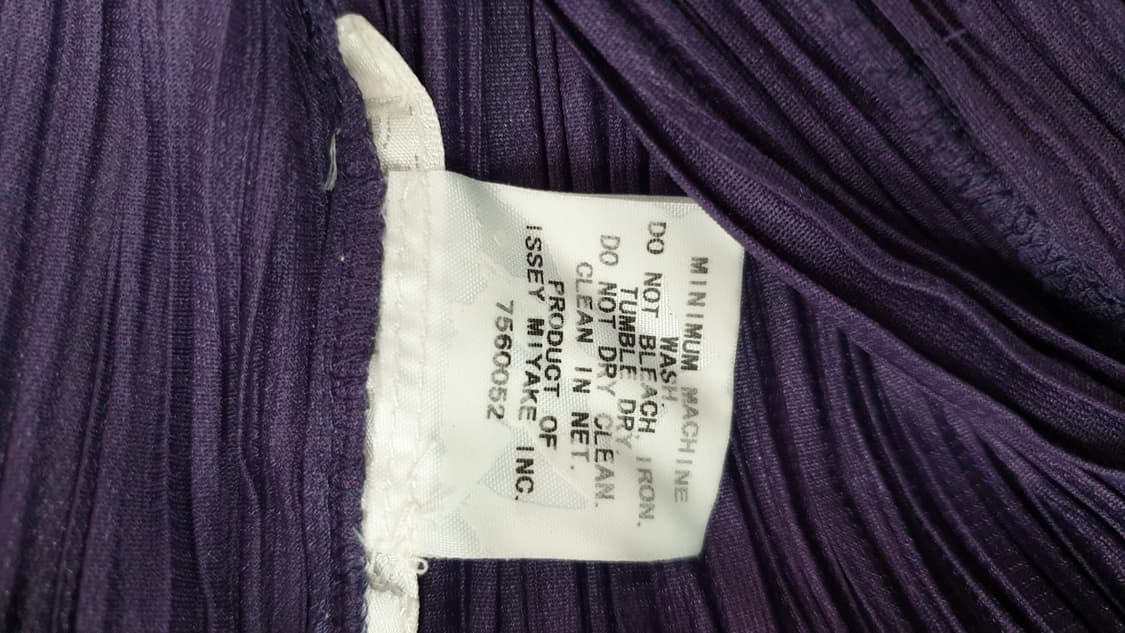 MINIMUM MACHINE
WASH
DO NOT BLEACH, IRON.
TUMBLE DRY.
DO NOT DRY CLEAN.
CLEAN IN NET.
PRODUCT OF
ISSEY MIYAKE INC.
7560052